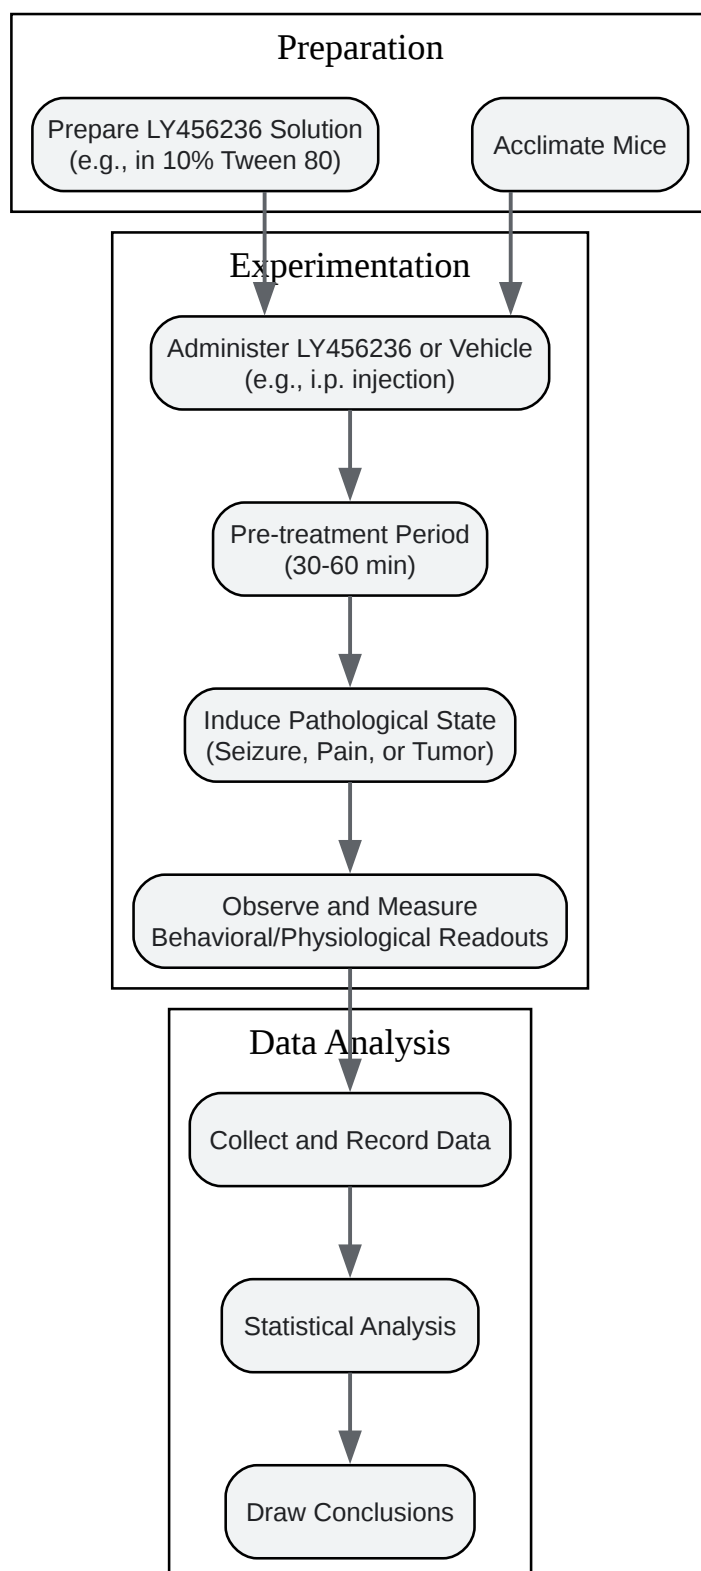 Preparation
Prepare LY456236 Solution
(e.g., in 10% Tween 80)
Acclimate Mice
Experimentation
Administer LY456236 or Vehicle
(e.g., i.p. injection)
Pre-treatment Period
(30-60 min)
Induce Pathological State
(Seizure, Pain, or Tumor)
Observe and Measure
Behavioral/Physiological Readouts
Data Analysis
Collect and Record Data
Statistical Analysis
Draw Conclusions